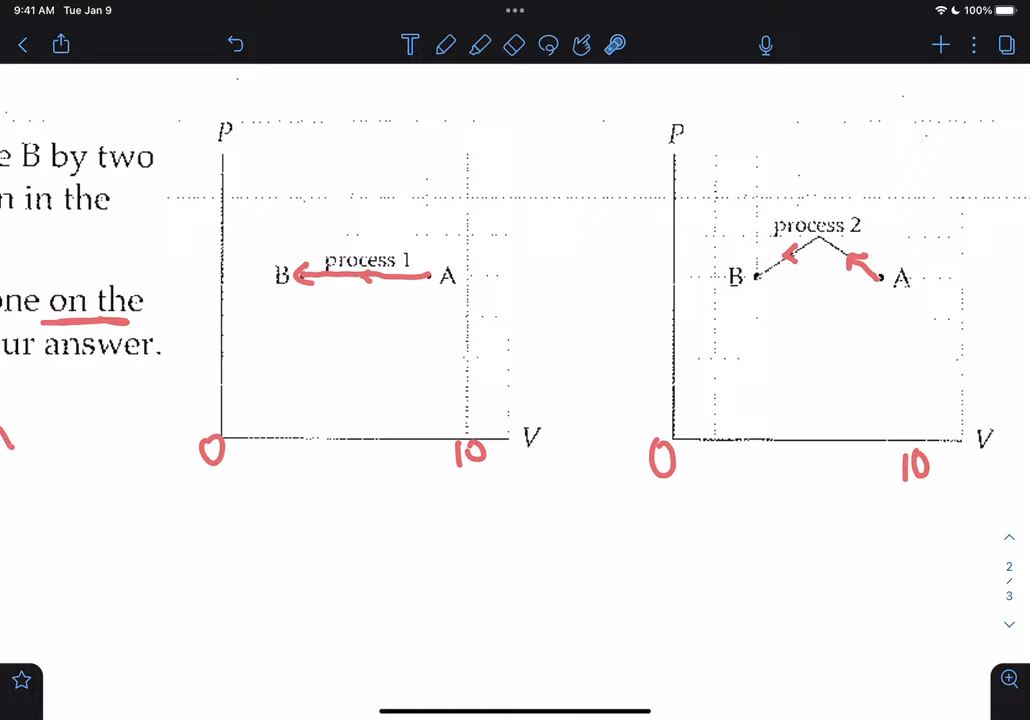 9:41 AM Tue Jan 9
100%
e B by two
n in the
one on the
ur answer.
P
process 1
B
A
V
0
10
P
process 2
B
A
V
0
10
2
/
3